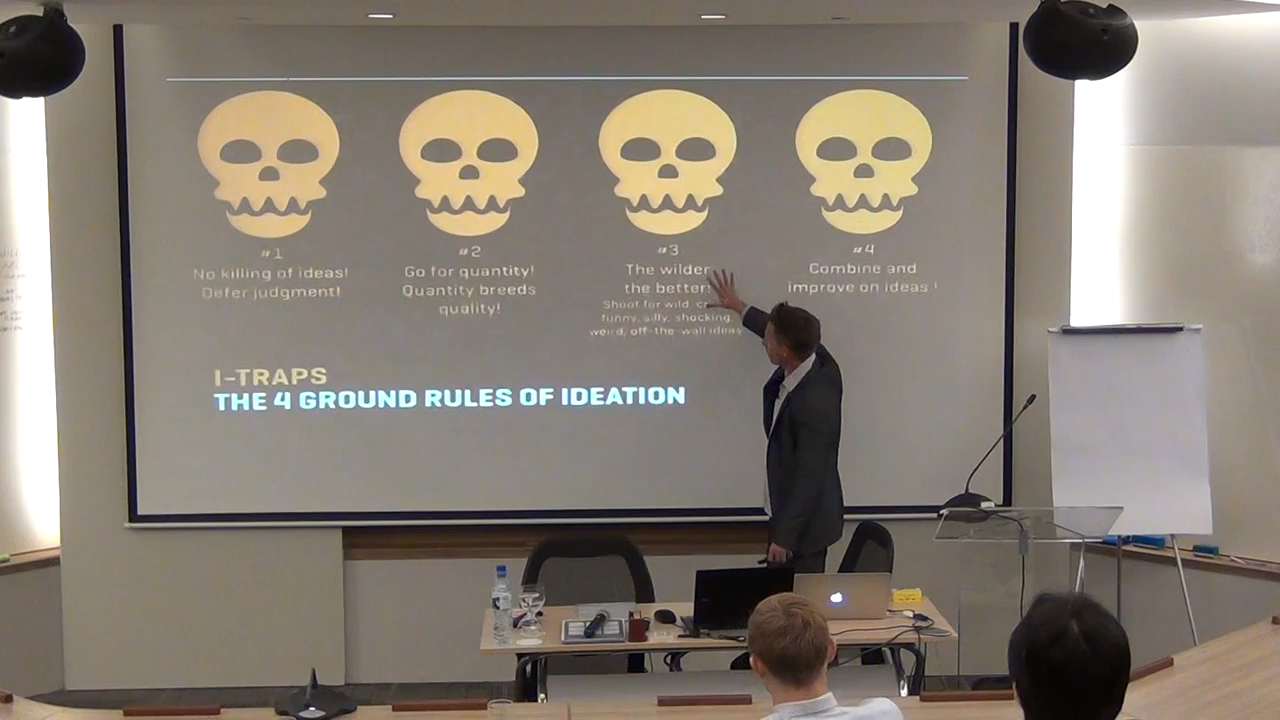 #1
No killing of ideas!
Defer judgment!
#2
Go for quantity!
Quantity breeds
quality!
#3
The wilder
the better!
Shoot for wild,
funny, silly, shocking,
weird, off-the-wall ideas
#4
Combine and
improve on ideas !
I-TRAPS
THE 4 GROUND RULES OF IDEATION